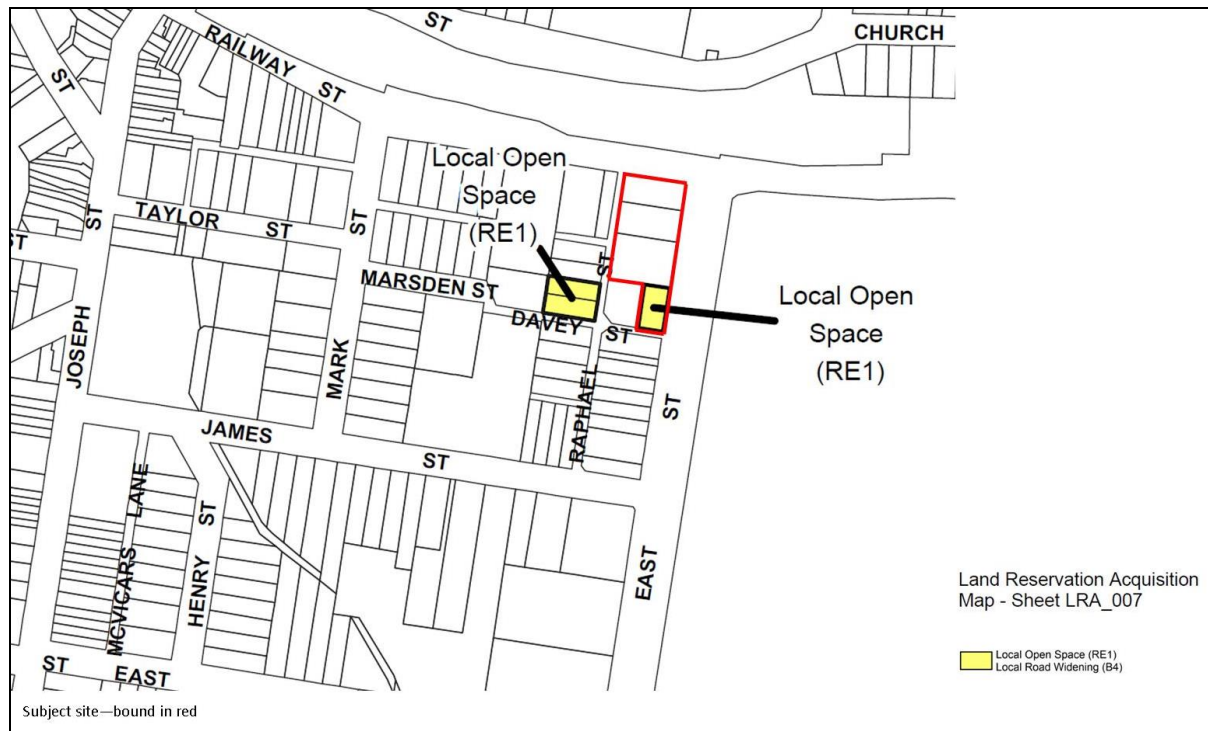 ST
CHURCH
RAILWAY
ST
ST
Local Open
Space
(RE1)
TAYLOR
ST
ST
ST
ST
ST
MARSDEN ST
DAVEY
ST
Local Open
Space
(RE1)
JOSEPH
MARK
RAPHAEL
ST
JAMES
ST
MCVICARS LANE
HENRY ST
EAST
ST
EAST
Land Reservation Acquisition
Map - Sheet LRA_007
Local Open Space (RE1)
Local Road Widening (B4)
Subject site—bound in red